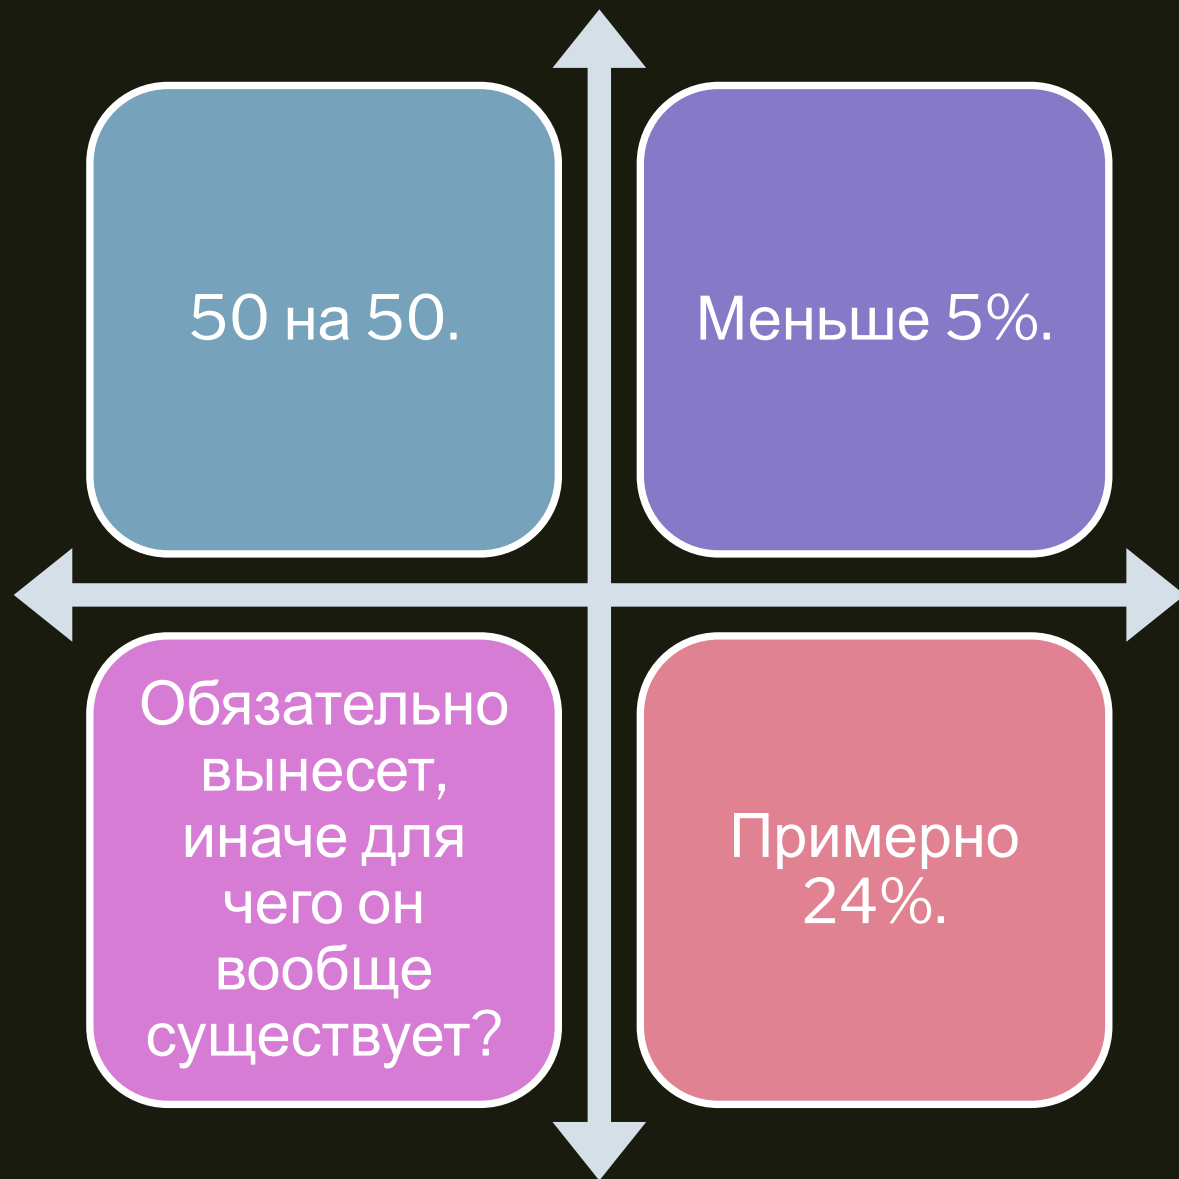 50 на 50.
Меньше 5%.
Обязательно
вынесет,
иначе для
чего он
вообще
существует?
Примерно
24%.